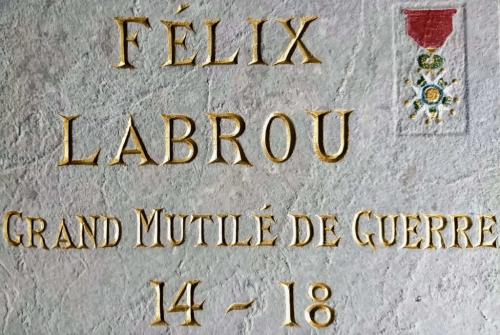 FÉLIX
LABROU
GRAND MUTILÉ DE GUERRE
14 - 18